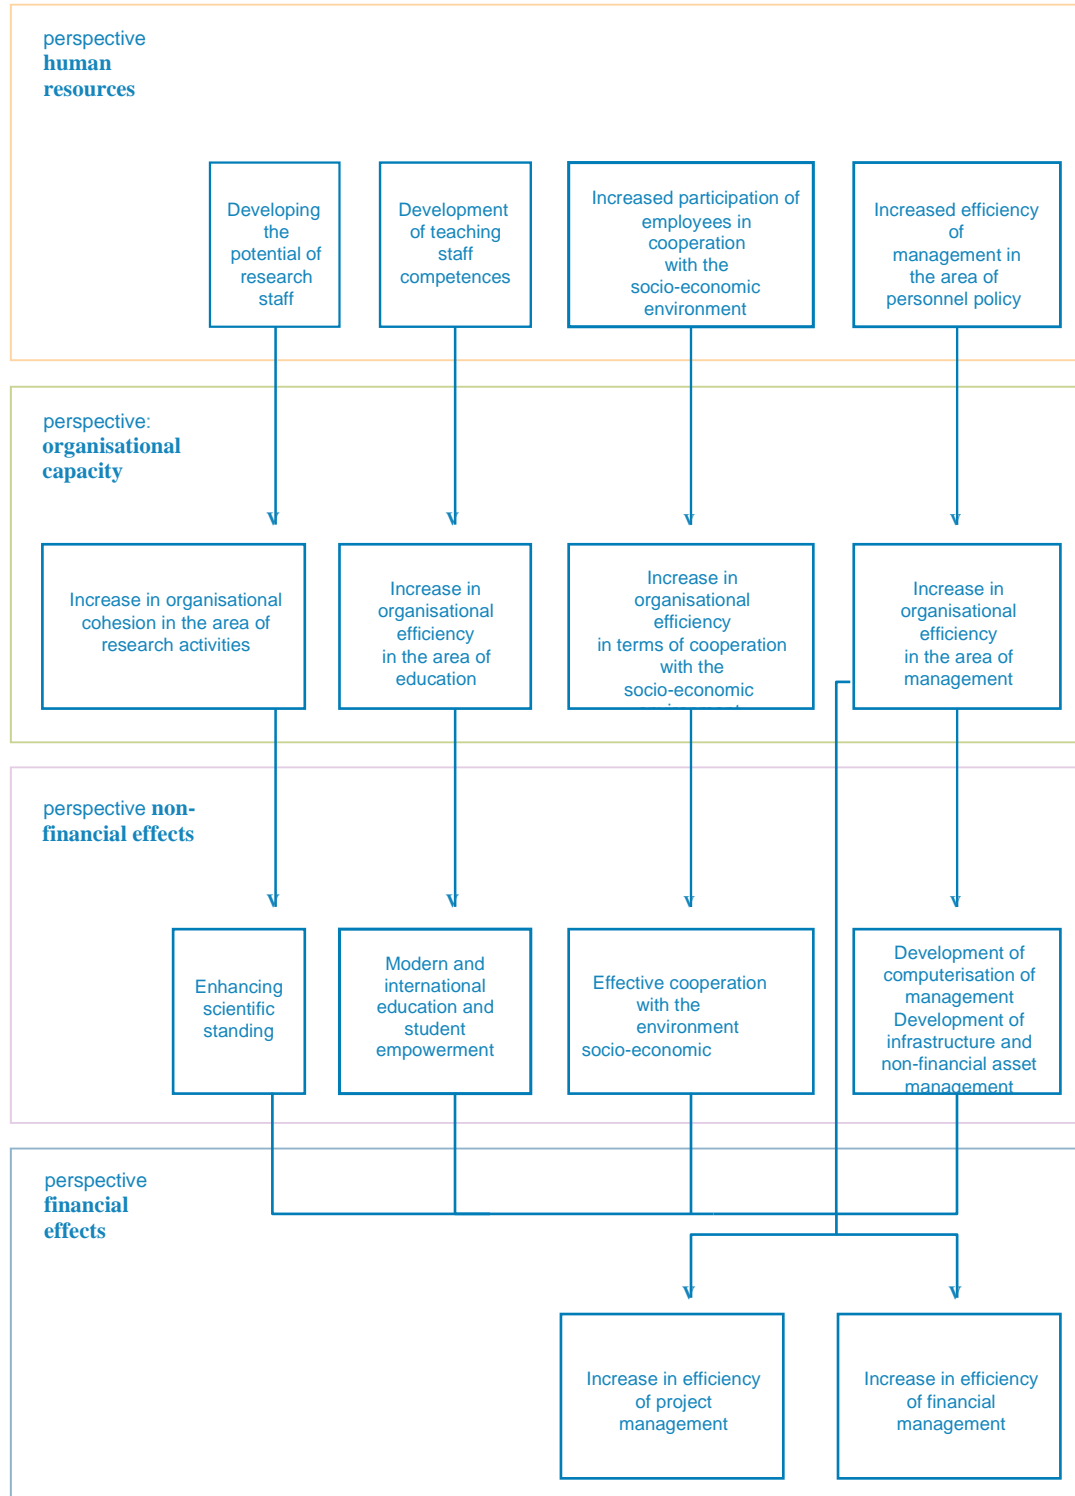 perspective
human
resources
Developing
the
potential of
research
staff
Development
of teaching
staff
competences
Increased participation of
employees in
cooperation
with the
socio-economic
environment
Increased efficiency
of
management in
the area of
personnel policy
perspective:
organisational
capacity
Increase in organisational
cohesion in the area of
research activities
Increase in
organisational
efficiency
in the area of
education
Increase in
organisational
efficiency
in terms of cooperation
with the
socio-economic
Increase in
organisational
efficiency
in the area of
management
perspective non-
financial effects
Enhancing
scientific
standing
Modern and
international
education and
student
empowerment
Effective cooperation
with the
environment
socio-economic
Development of
computerisation of
management
Development of
infrastructure and
non-financial asset
management
perspective
financial
effects
Increase in efficiency
of project
management
Increase in efficiency
of financial
management